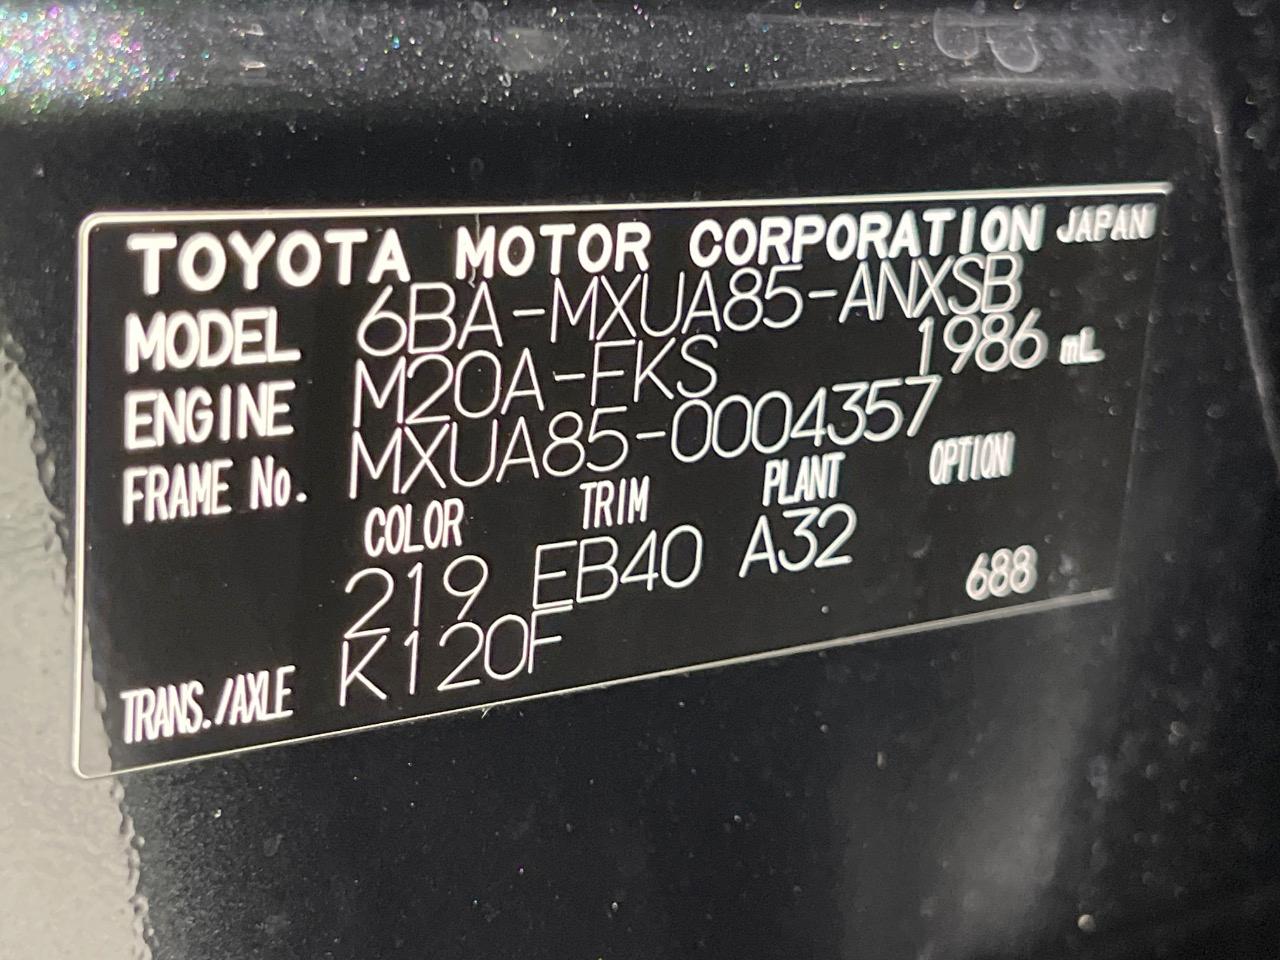 TOYOTA MOTOR CORPORATION JAPAN
MODEL 6BA-MXUA85-ANXSB
ENGINE M20A-FKS 1986 mL
FRAME No. MXUA85-0004357
COLOR TRIM PLANT OPTION
219 EB40 A32 688
TRANS./AXLE K120F